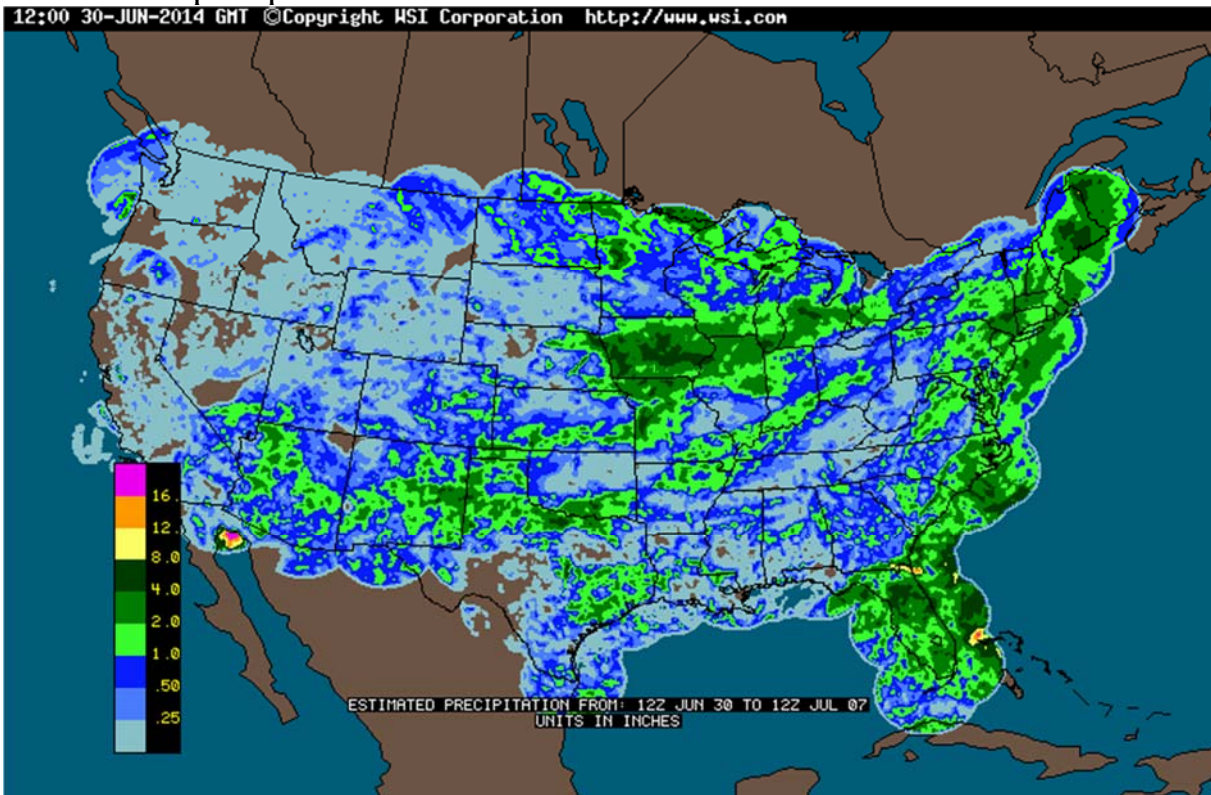 12:00 30-JUN-2014 GMT ©Copyright WSI Corporation http://www.wsi.com
16.
12.
8.0
4.0
2.0
1.0
.50
.25
ESTIMATED PRECIPITATION FROM: 12Z JUN 30 TO 12Z JUL 07
UNITS IN INCHES